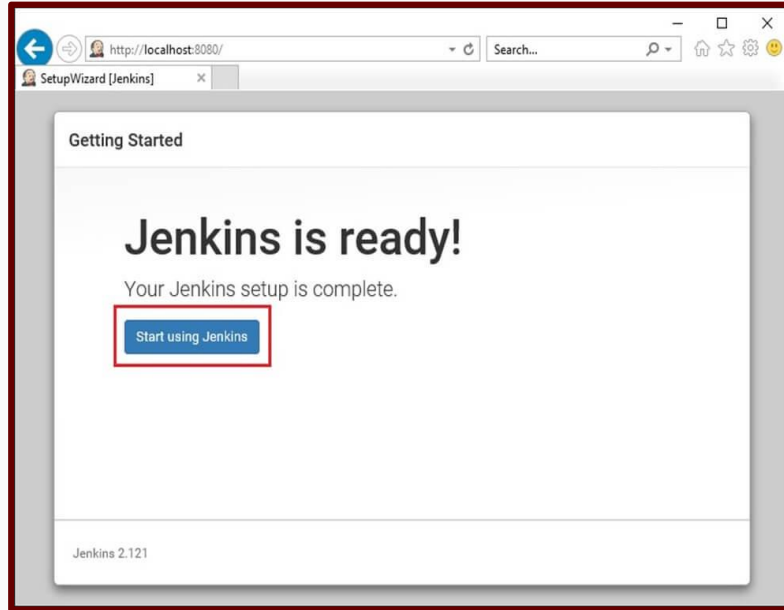 http://localhost:8080/
Search...
SetupWizard [Jenkins]
Getting Started
Jenkins is ready!
Your Jenkins setup is complete.
Start using Jenkins
Jenkins 2.121